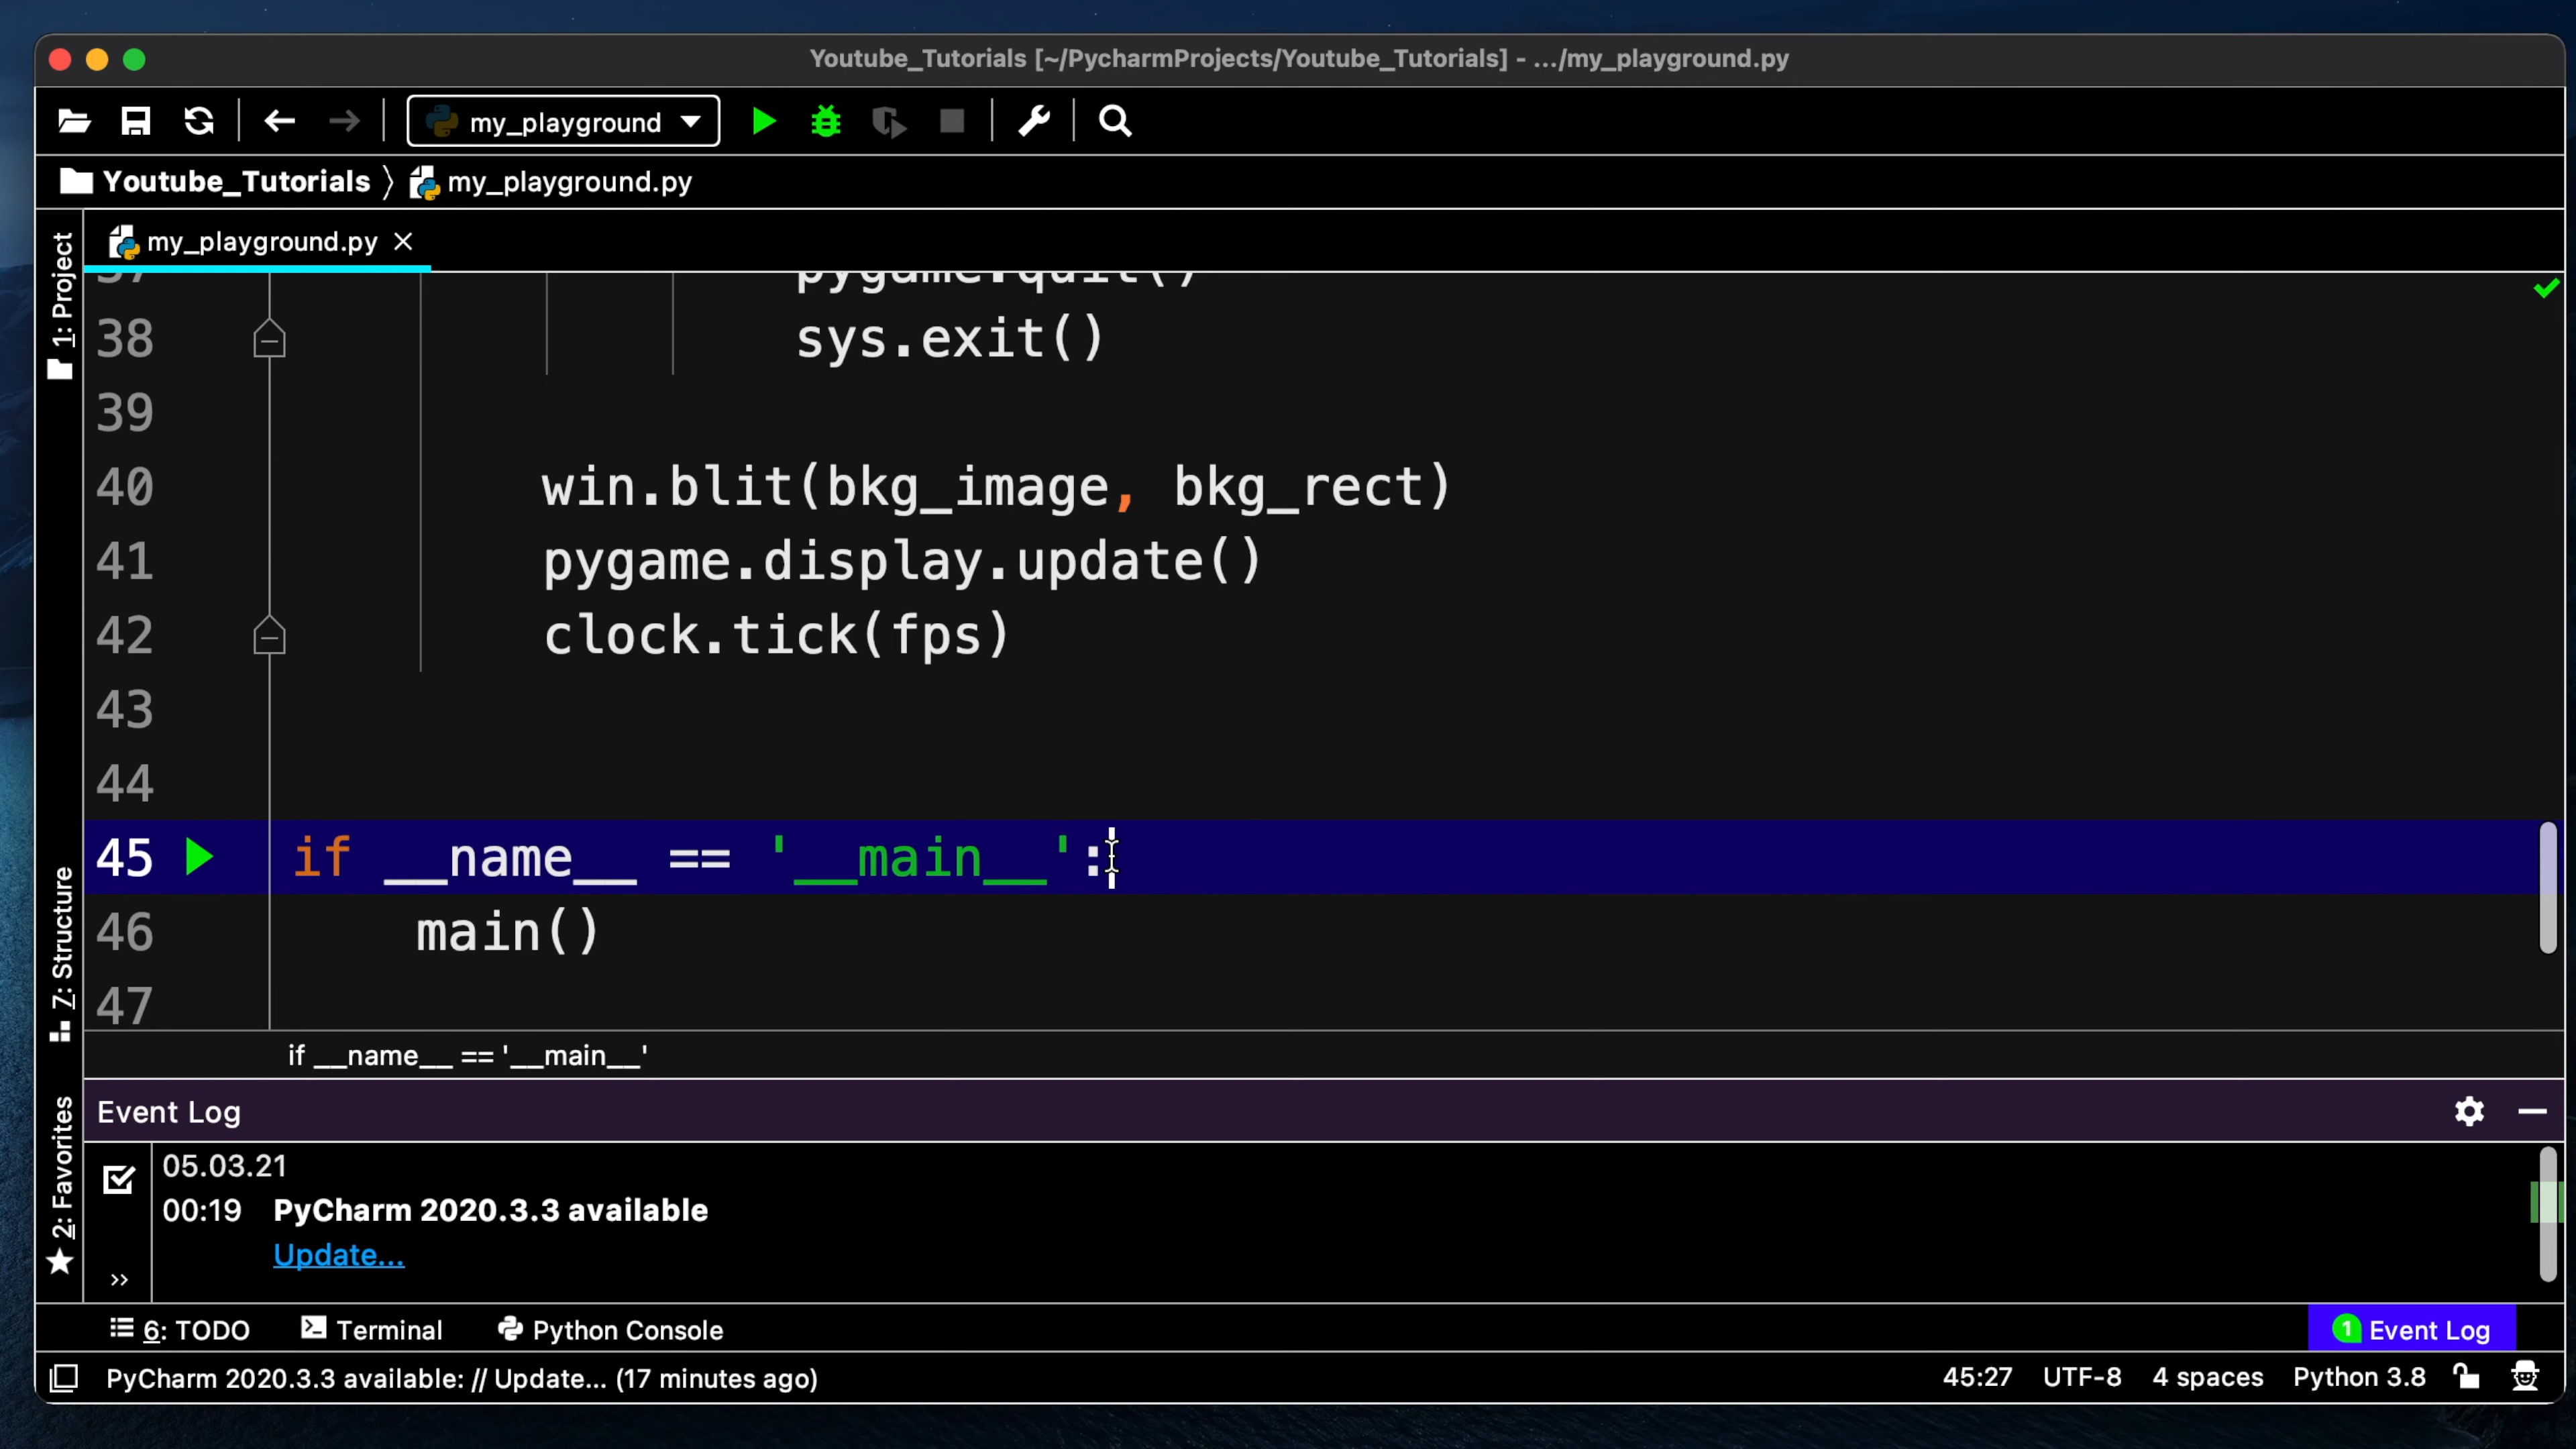 Youtube_Tutorials [~/PycharmProjects/Youtube_Tutorials] - .../my_playground.py
my_playground
Youtube_Tutorials my_playground.py
my_playground.py
1: Project
37 pygame.quit()
38 sys.exit()
39
40 win.blit(bkg_image, bkg_rect)
41 pygame.display.update()
42 clock.tick(fps)
43
44
45 if __name__ == '__main__':
46 main()
47
7: Structure
if __name__ == '__main__'
2: Favorites
Event Log
05.03.21
00:19 PyCharm 2020.3.3 available
Update...
»
6: TODO Terminal Python Console 1 Event Log
PyCharm 2020.3.3 available: // Update... (17 minutes ago) 45:27 UTF-8 4 spaces Python 3.8